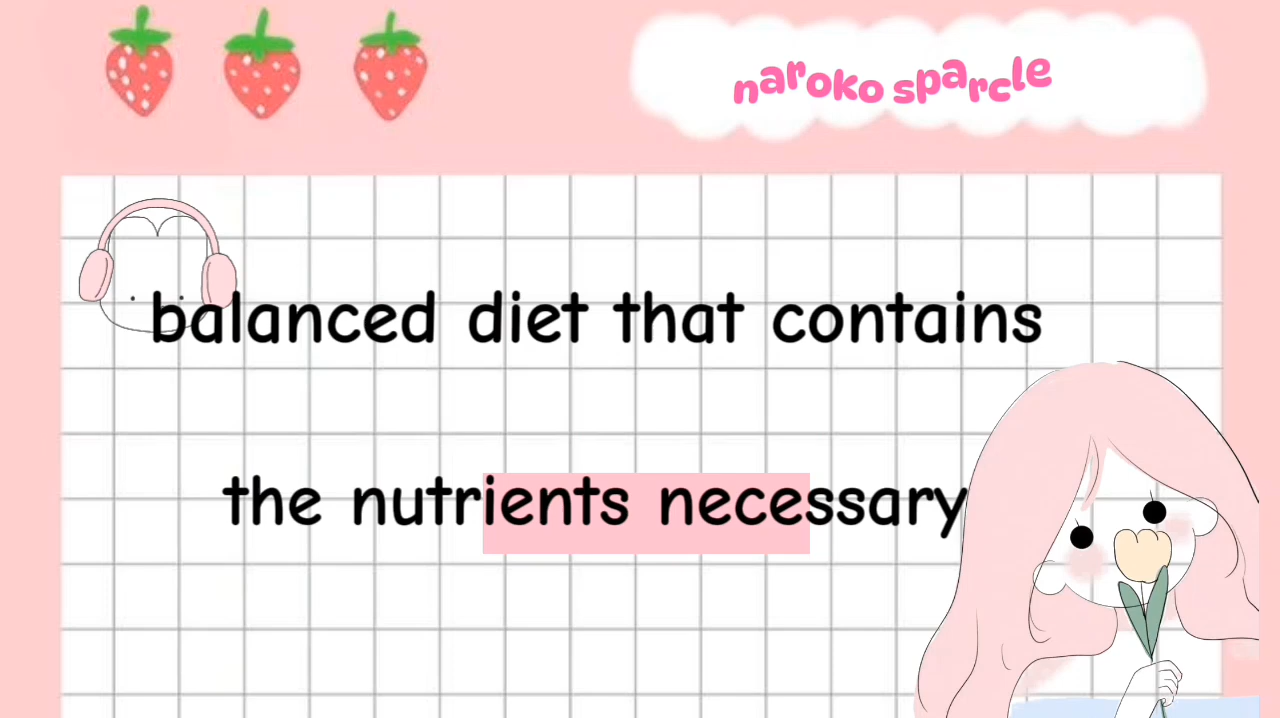 naroko sparcle
balanced diet that contains
the nutrients necessary